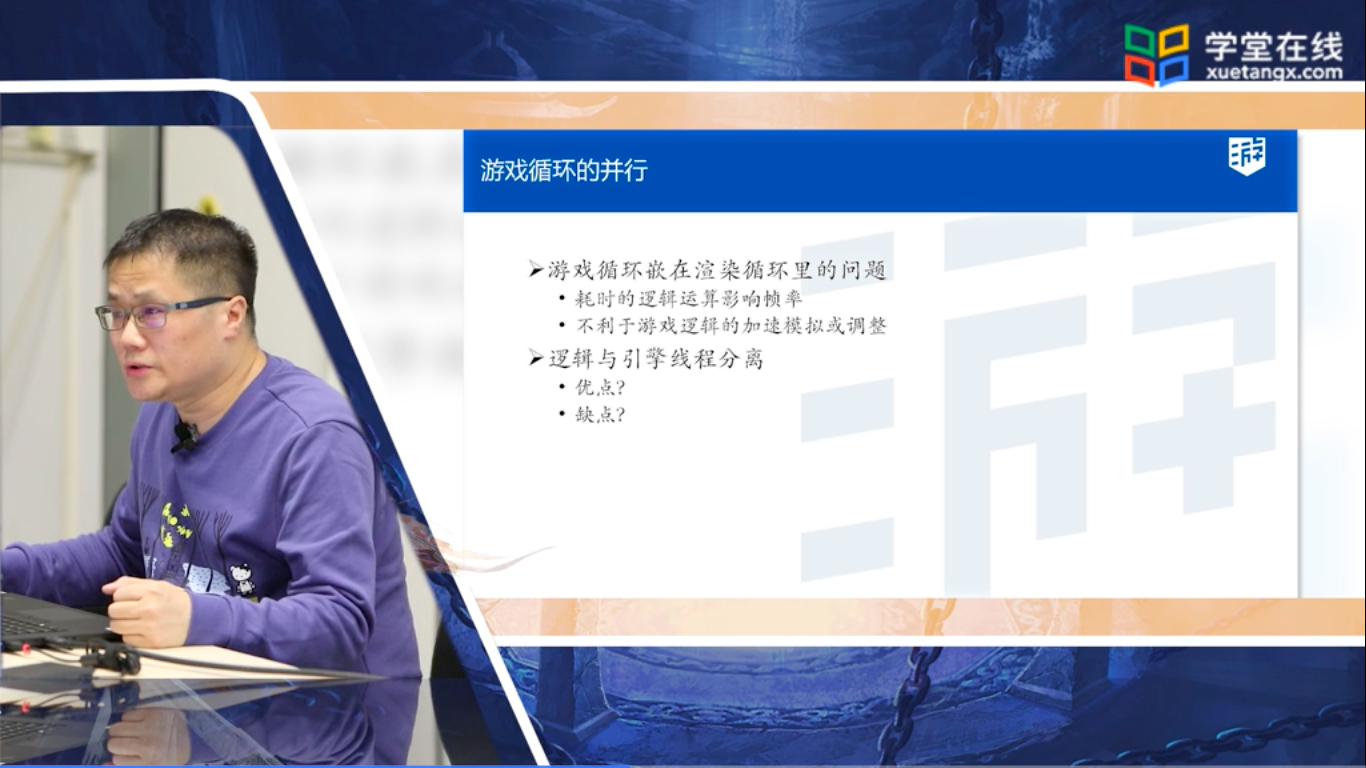 学堂在线
xuetangx.com
游戏循环的并行
游
➢游戏循环嵌在渲染循环里的问题
• 耗时的逻辑运算影响帧率
• 不利于游戏逻辑的加速模拟或调整
➢逻辑与引擎线程分离
• 优点?
• 缺点?